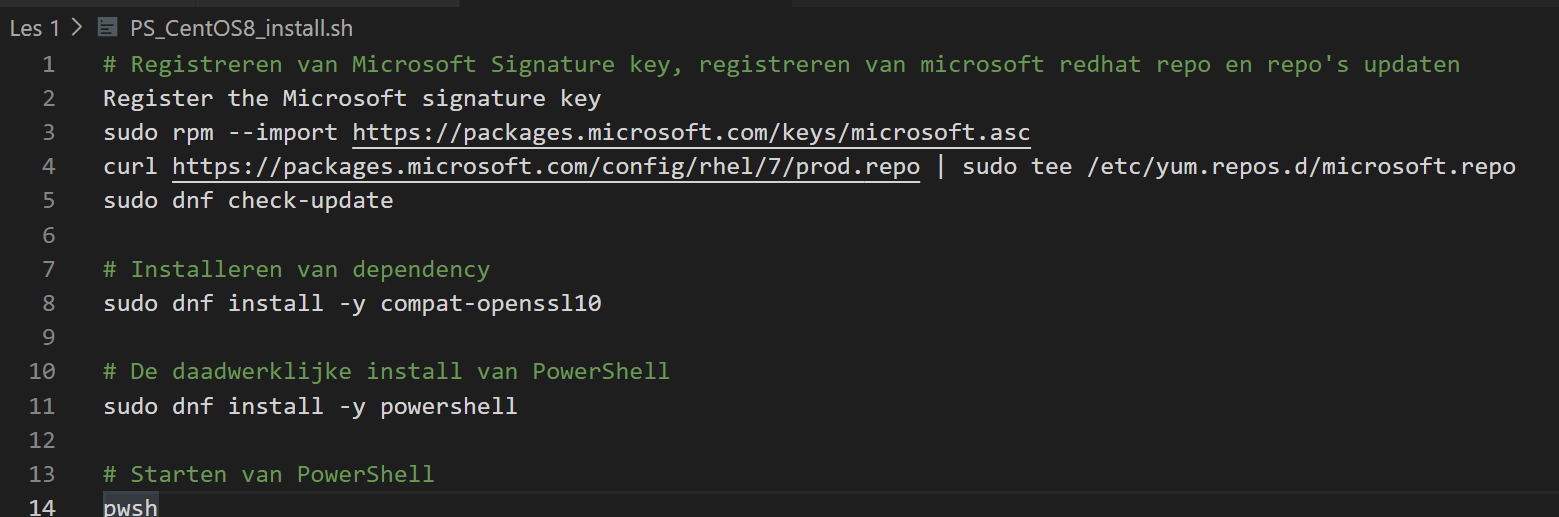 Les 1 > PS_CentOS8_install.sh
1 # Registreren van Microsoft Signature key, registreren van microsoft redhat repo en repo's updaten
2 Register the Microsoft signature key
3 sudo rpm --import https://packages.microsoft.com/keys/microsoft.asc
4 curl https://packages.microsoft.com/config/rhel/7/prod.repo | sudo tee /etc/yum.repos.d/microsoft.repo
5 sudo dnf check-update
6
7 # Installeren van dependency
8 sudo dnf install -y compat-openssl10
9
10 # De daadwerklijke install van PowerShell
11 sudo dnf install -y powershell
12
13 # Starten van PowerShell
14 pwsh